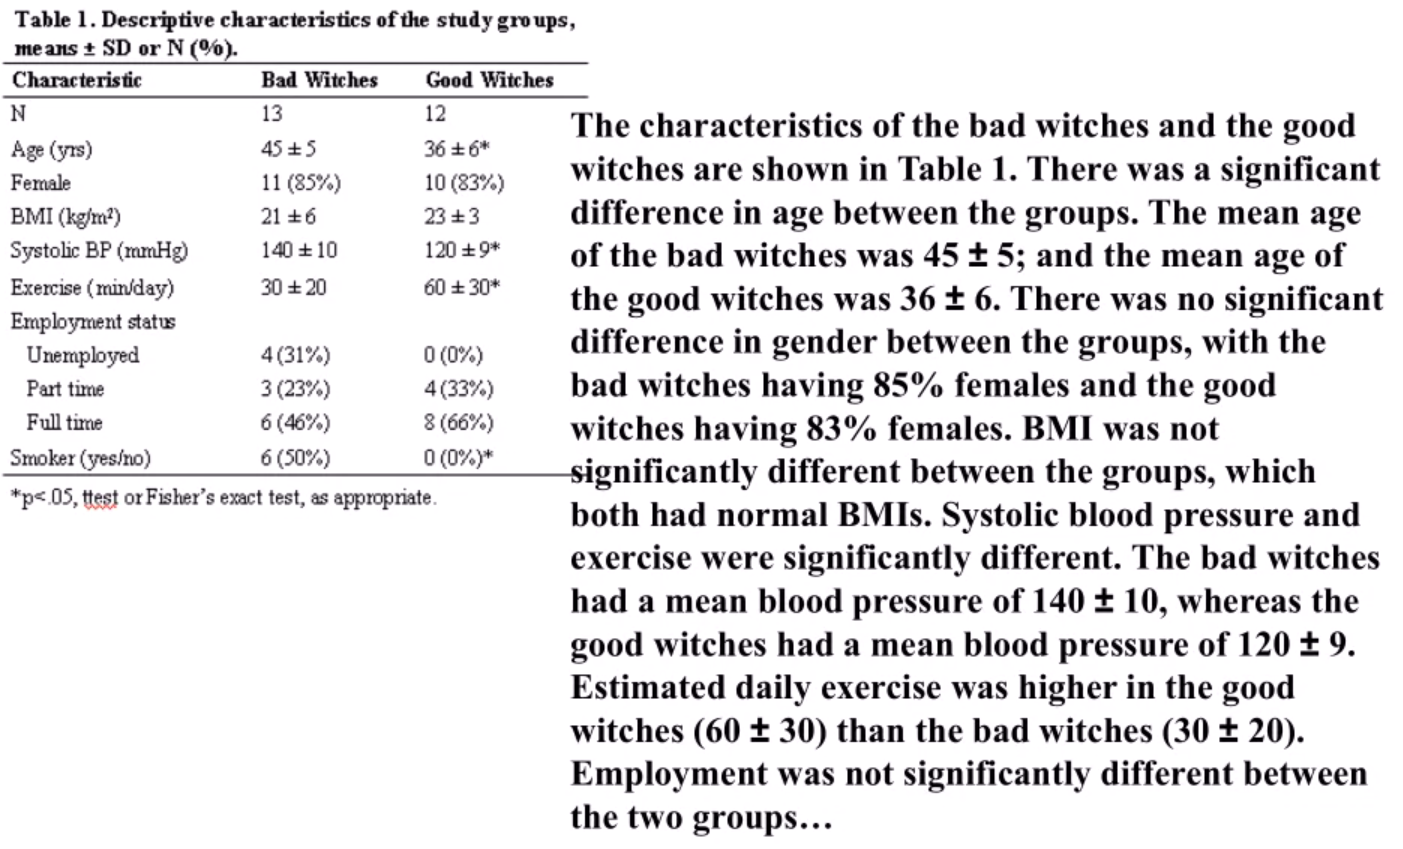 Table 1. Descriptive characteristics of the study groups,
means ± SD or N (%).
Characteristic Bad Witches Good Witches
N 13 12
Age (yrs) 45 ± 5 36 ± 6*
Female 11 (85%) 10 (83%)
BMI (kg/m²) 21 ± 6 23 ± 3
Systolic BP (mmHg) 140 ± 10 120 ± 9*
Exercise (min/day) 30 ± 20 60 ± 30*
Employment status
Unemployed 4 (31%) 0 (0%)
Part time 3 (23%) 4 (33%)
Full time 6 (46%) 8 (66%)
Smoker (yes/no) 6 (50%) 0 (0%)*
*p<.05, ttest or Fisher's exact test, as appropriate.
The characteristics of the bad witches and the good
witches are shown in Table 1. There was a significant
difference in age between the groups. The mean age
of the bad witches was 45 ± 5; and the mean age of
the good witches was 36 ± 6. There was no significant
difference in gender between the groups, with the
bad witches having 85% females and the good
witches having 83% females. BMI was not
significantly different between the groups, which
both had normal BMIs. Systolic blood pressure and
exercise were significantly different. The bad witches
had a mean blood pressure of 140 ± 10, whereas the
good witches had a mean blood pressure of 120 ± 9.
Estimated daily exercise was higher in the good
witches (60 ± 30) than the bad witches (30 ± 20).
Employment was not significantly different between
the two groups…